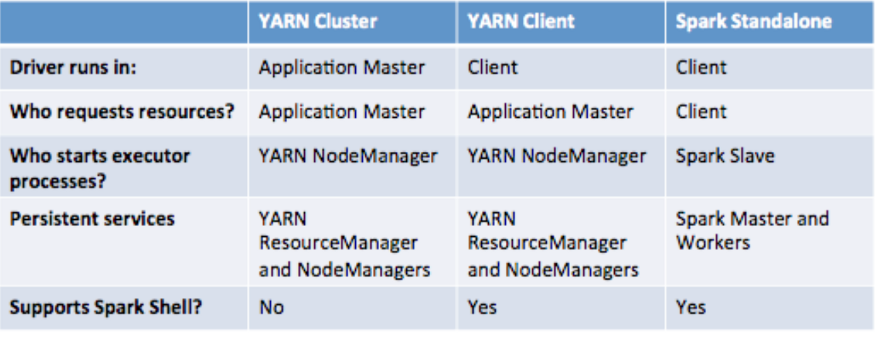 YARN Cluster YARN Client Spark Standalone
Driver runs in: Application Master Client Client
Who requests resources? Application Master Application Master Client
Who starts executor YARN NodeManager YARN NodeManager Spark Slave
processes?
Persistent services YARN YARN Spark Master and
ResourceManager ResourceManager Workers
and NodeManagers and NodeManagers
Supports Spark Shell? No Yes Yes